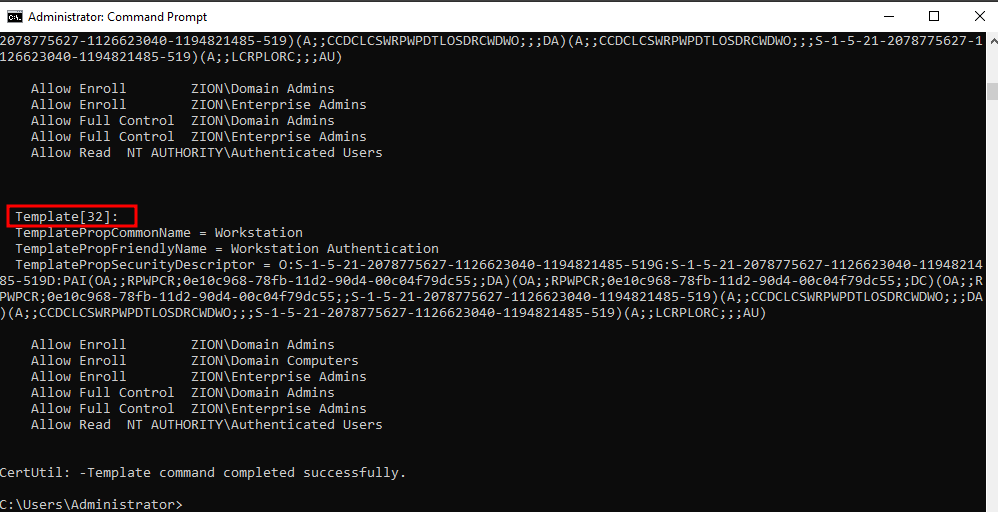 Administrator: Command Prompt
2078775627-1126623040-1194821485-519)(A;;CCDCLCSWRPWPDTLOSDRCWDWO;;;DA)(A;;CCDCLCSWRPWPDTLOSDRCWDWO;;;S-1-5-21-2078775627-1
126623040-1194821485-519)(A;;LCRPLORC;;;AU)
Allow Enroll ZION\Domain Admins
Allow Enroll ZION\Enterprise Admins
Allow Full Control ZION\Domain Admins
Allow Full Control ZION\Enterprise Admins
Allow Read NT AUTHORITY\Authenticated Users
Template[32]:
TemplatePropCommonName = Workstation
TemplatePropFriendlyName = Workstation Authentication
TemplatePropSecurityDescriptor = O:S-1-5-21-2078775627-1126623040-1194821485-519G:S-1-5-21-2078775627-1126623040-11948214
85-519D:PAI(OA;;RPWPCR;0e10c968-78fb-11d2-90d4-00c04f79dc55;;DA)(OA;;RPWPCR;0e10c968-78fb-11d2-90d4-00c04f79dc55;;DC)(OA;;R
PWPCR;0e10c968-78fb-11d2-90d4-00c04f79dc55;;S-1-5-21-2078775627-1126623040-1194821485-519)(A;;CCDCLCSWRPWPDTLOSDRCWDWO;;;DA
)(A;;CCDCLCSWRPWPDTLOSDRCWDWO;;;S-1-5-21-2078775627-1126623040-1194821485-519)(A;;LCRPLORC;;;AU)
Allow Enroll ZION\Domain Admins
Allow Enroll ZION\Domain Computers
Allow Enroll ZION\Enterprise Admins
Allow Full Control ZION\Domain Admins
Allow Full Control ZION\Enterprise Admins
Allow Read NT AUTHORITY\Authenticated Users
CertUtil: -Template command completed successfully.
C:\Users\Administrator>